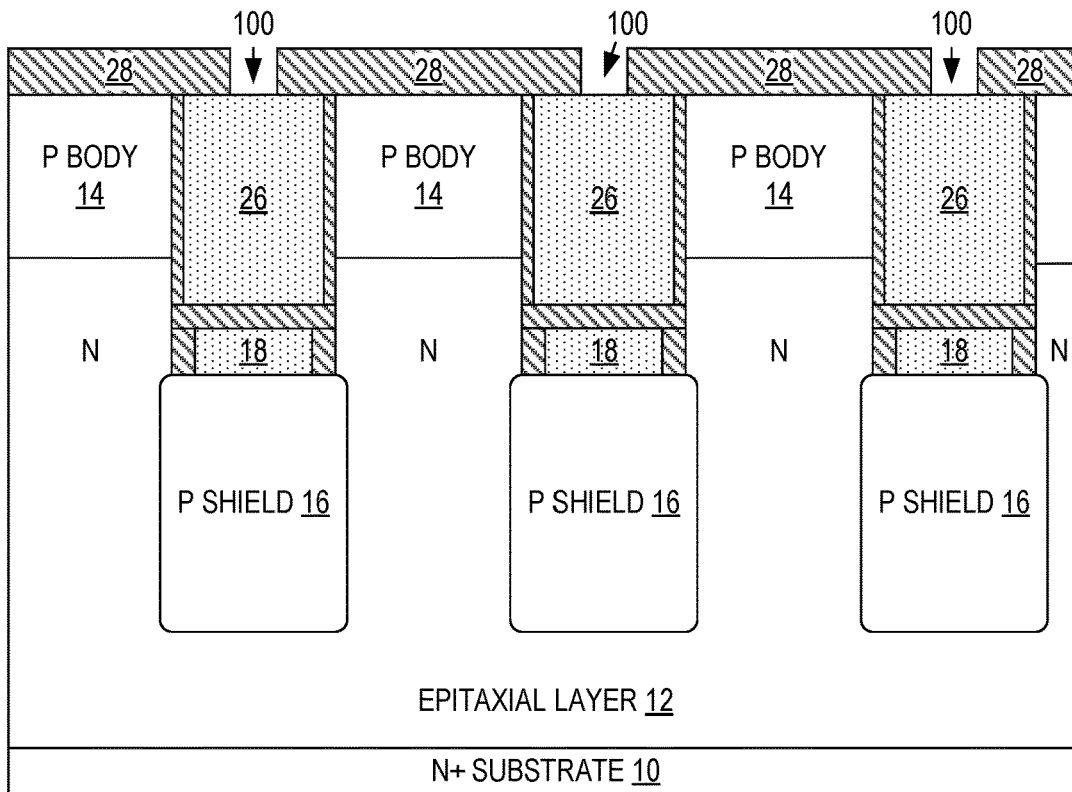 100 100 100
28 28 28 28
P BODY P BODY P BODY
14 26 14 26 14 26
N 18 N 18 N 18 N
P SHIELD 16 P SHIELD 16 P SHIELD 16
EPITAXIAL LAYER 12
N+ SUBSTRATE 10